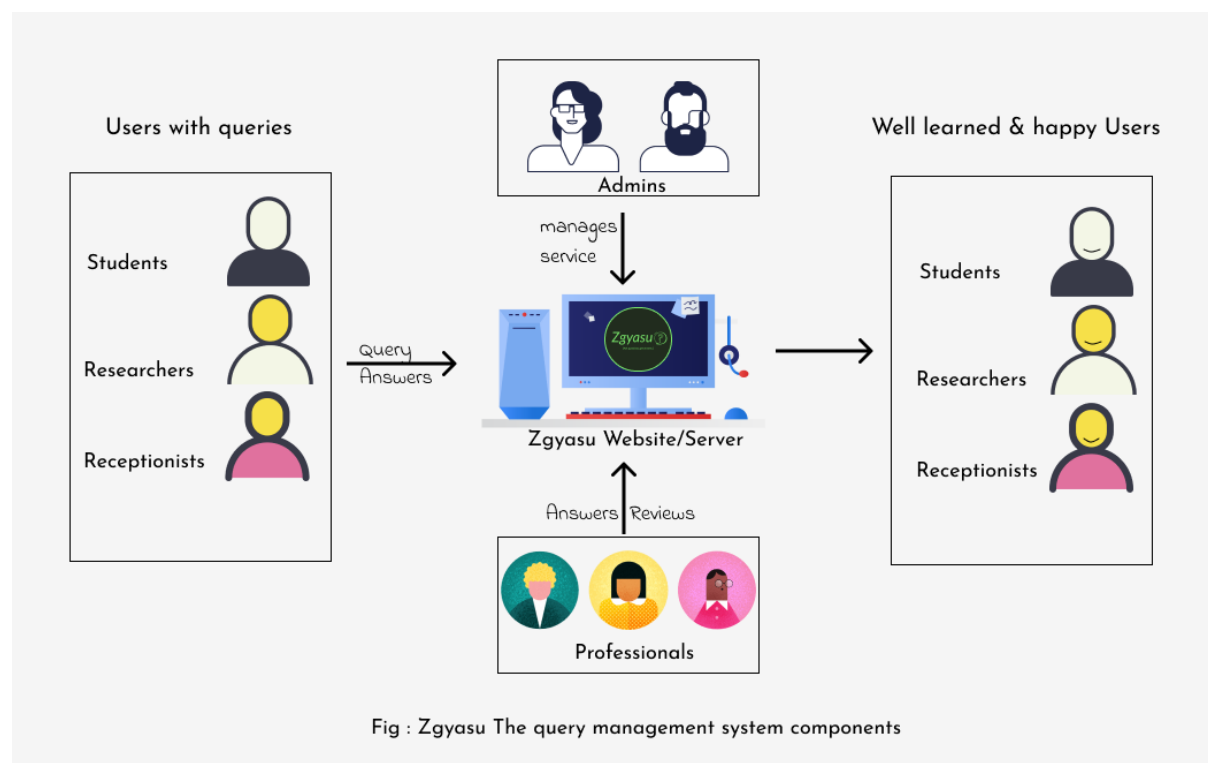 Users with queries
Students
Researchers
Receptionists
Query
Answers
Admins
manages
service
Zgyasu ?
Zgyasu Website/Server
Answers Reviews
Professionals
Well learned & happy Users
Students
Researchers
Receptionists
Fig : Zgyasu The query management system components